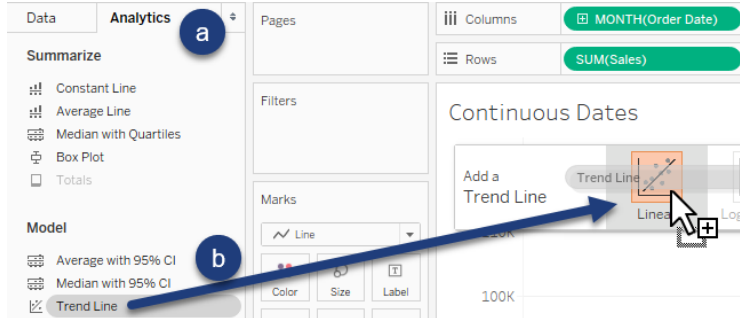 Data
Analytics
a
Summarize
Constant Line
Average Line
Median with Quartiles
Box Plot
Totals
Model
Average with 95% CI
Median with 95% CI
Trend Line
b
Pages
Filters
Marks
Line
Color
Size
T
Label
Columns
MONTH(Order Date)
Rows
SUM(Sales)
Continuous Dates
Add a
Trend Line
Trend Line
Linea
100K